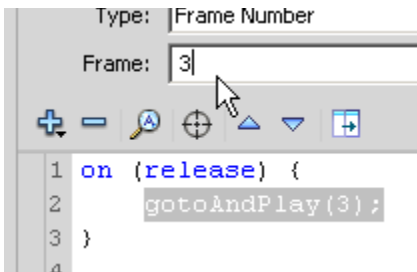 Type: Frame Number
Frame: 3
1 on (release) {
2 gotoAndPlay(3);
3 }
4